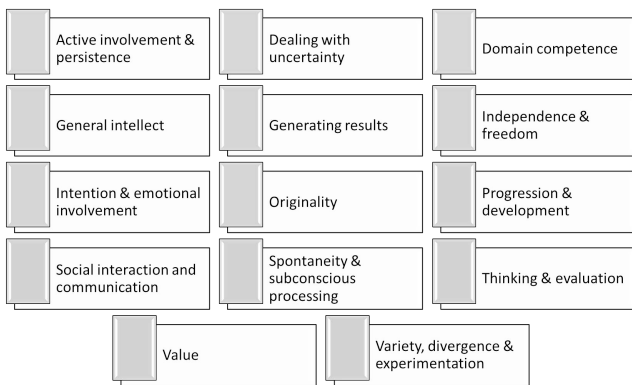 Active involvement &
persistence
Dealing with
uncertainty
Domain competence
General intellect
Generating results
Independence &
freedom
Intention & emotional
involvement
Originality
Progression &
development
Social interaction and
communication
Spontaneity &
subconscious
processing
Thinking & evaluation
Value
Variety, divergence &
experimentation